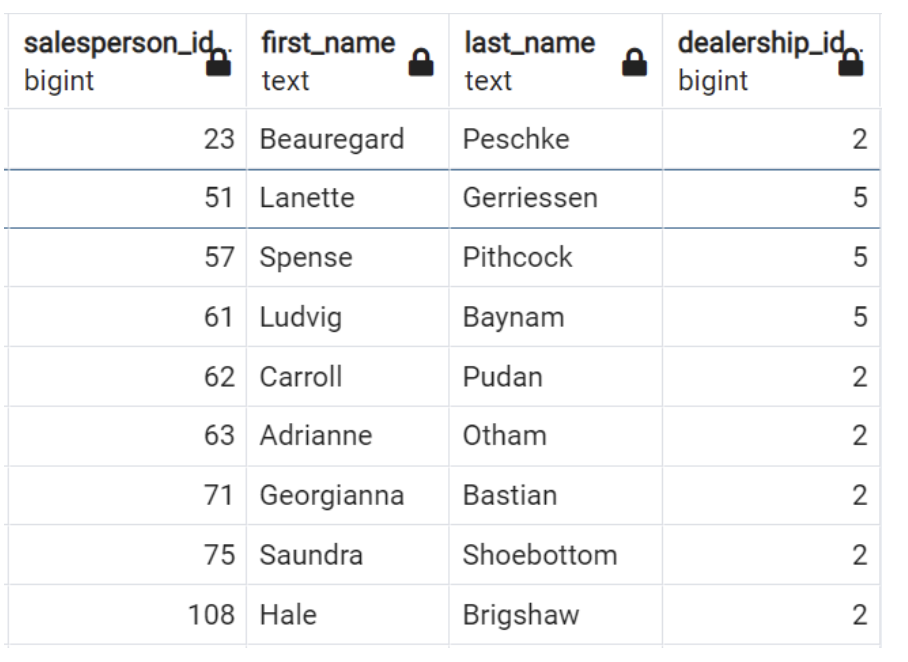 salesperson_id first_name last_name dealership_id
bigint text text bigint
23 Beauregard Peschke 2
51 Lanette Gerriessen 5
57 Spense Pithcock 5
61 Ludvig Baynam 5
62 Carroll Pudan 2
63 Adrianne Otham 2
71 Georgianna Bastian 2
75 Saundra Shoebottom 2
108 Hale Brigshaw 2